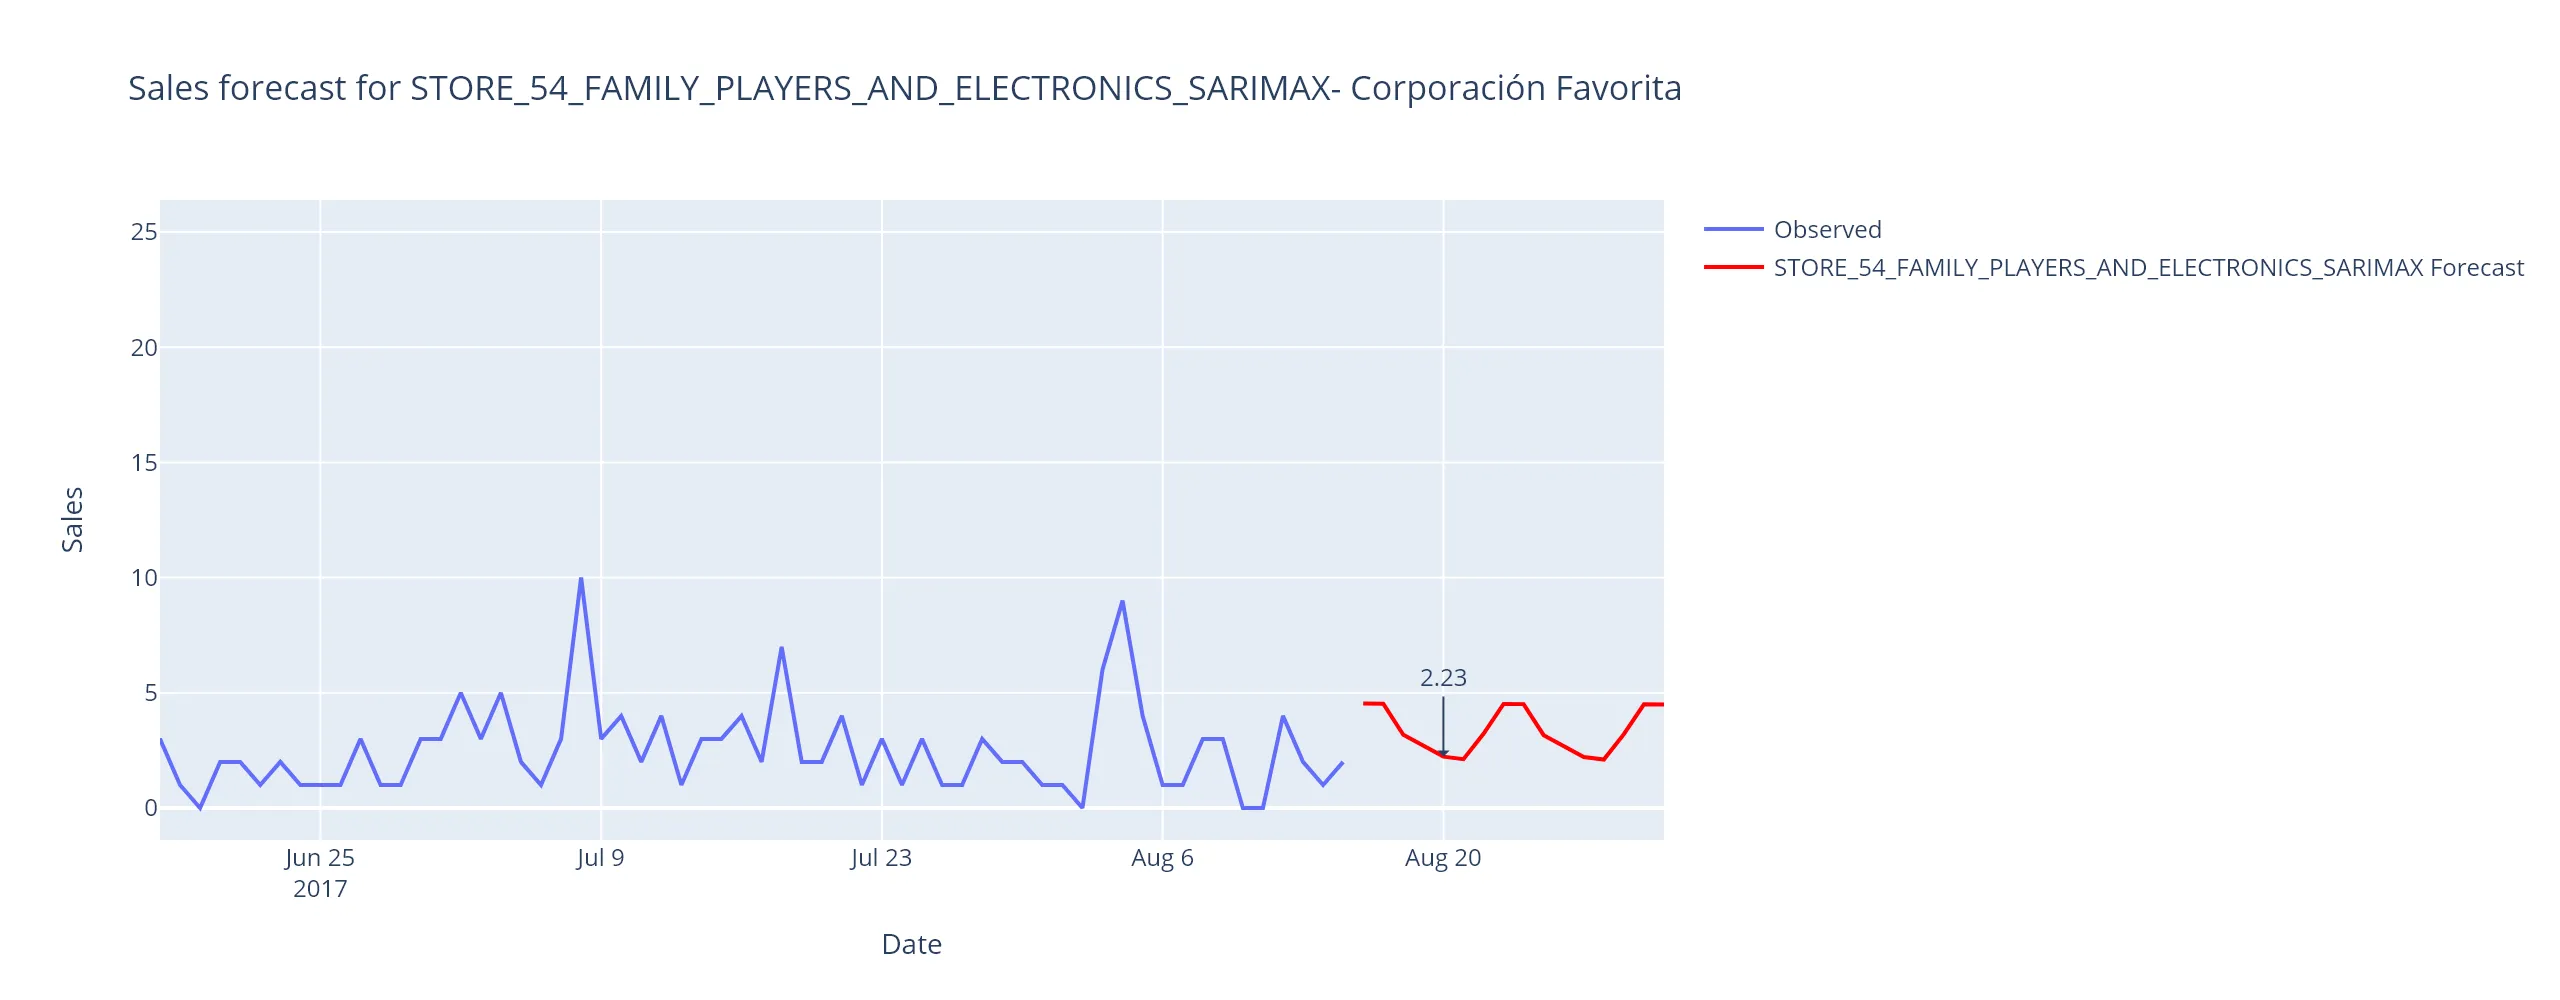 Sales forecast for STORE_54_FAMILY_PLAYERS_AND_ELECTRONICS_SARIMAX- Corporación Favorita
Observed
STORE_54_FAMILY_PLAYERS_AND_ELECTRONICS_SARIMAX Forecast
25
20
15
10
5
0
Sales
2.23
Jun 25
2017
Jul 9
Jul 23
Aug 6
Aug 20
Date